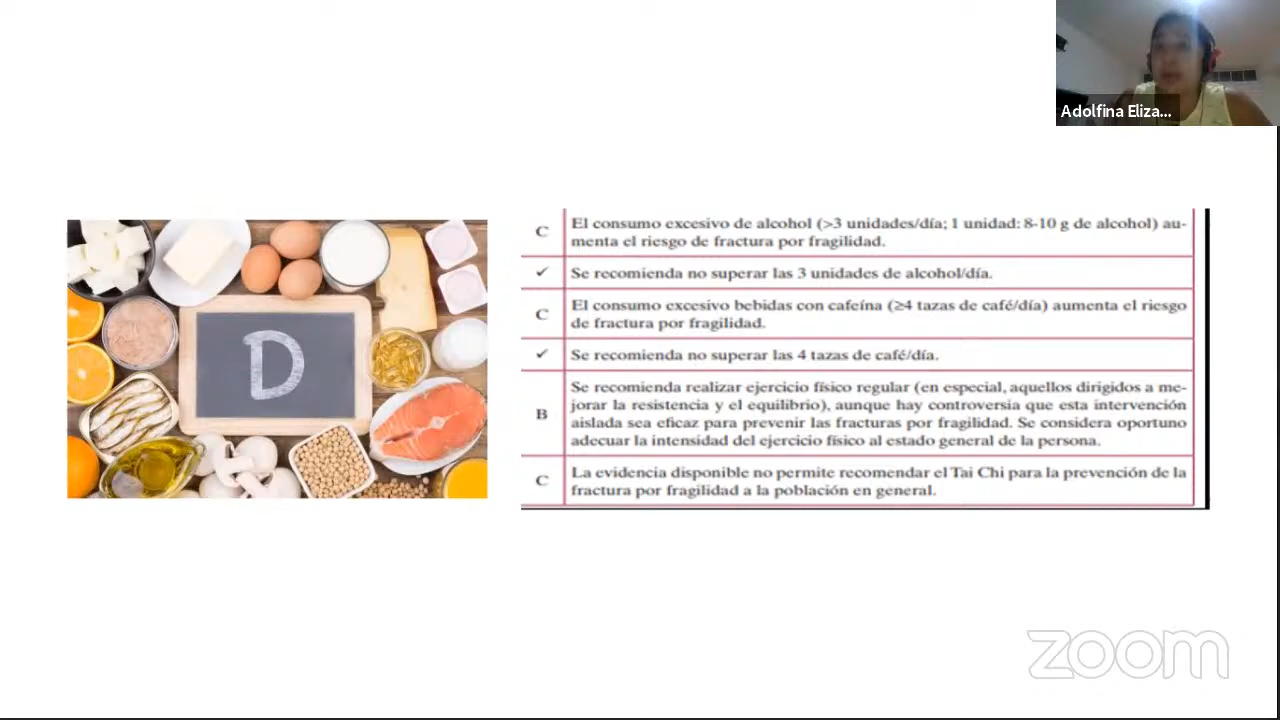 Adolfina Eliza...
D
C
El consumo excesivo de alcohol (>3 unidades/día; 1 unidad: 8-10 g de alcohol) au-
menta el riesgo de fractura por fragilidad.
✓ Se recomienda no superar las 3 unidades de alcohol/día.
C
El consumo excesivo bebidas con cafeína (≥4 tazas de café/día) aumenta el riesgo
de fractura por fragilidad.
✓ Se recomienda no superar las 4 tazas de café/día.
B
Se recomienda realizar ejercicio físico regular (en especial, aquellos dirigidos a me-
jorar la resistencia y el equilibrio), aunque hay controversia que esta intervención
aislada sea eficaz para prevenir las fracturas por fragilidad. Se considera oportuno
adecuar la intensidad del ejercicio físico al estado general de la persona.
C
La evidencia disponible no permite recomendar el Tai Chi para la prevención de la
fractura por fragilidad a la población en general.
zoom